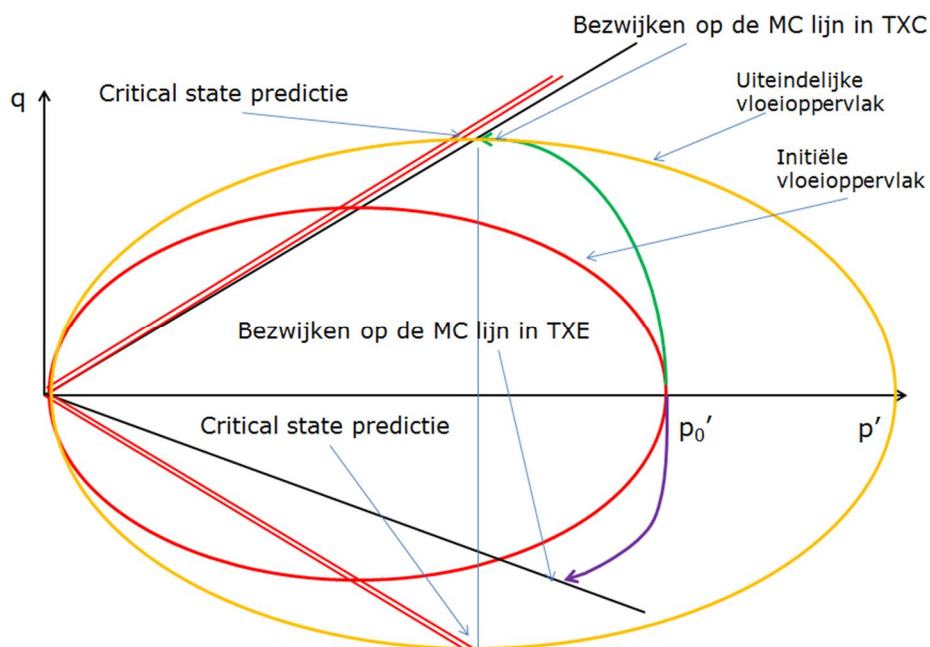 Bezwijken op de MC lijn in TXC
q
Critical state predictie
Uiteindelijke
vloeioppervlak
Initiële
vloeioppervlak
Bezwijken op de MC lijn in TXE
Critical state predictie
p₀’
p’